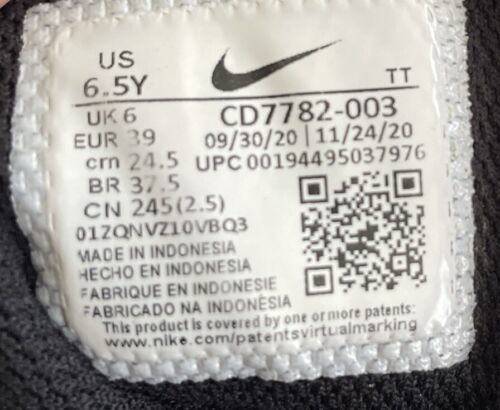 US
6.5Y
TT
UK 6
CD7782-003
EUR 39
09/30/20 | 11/24/20
cm 24.5
UPC 00194495037976
BR 37.5
CN 245(2.5)
01ZQNVZ10VBQ3
MADE IN INDONESIA
HECHO EN INDONESIA
FABRIQUE EN INDONESIE
FABRICADO NA INDONÉSIA
This product is covered by one or more patents:
www.nike.com/patentsvirtualmarking